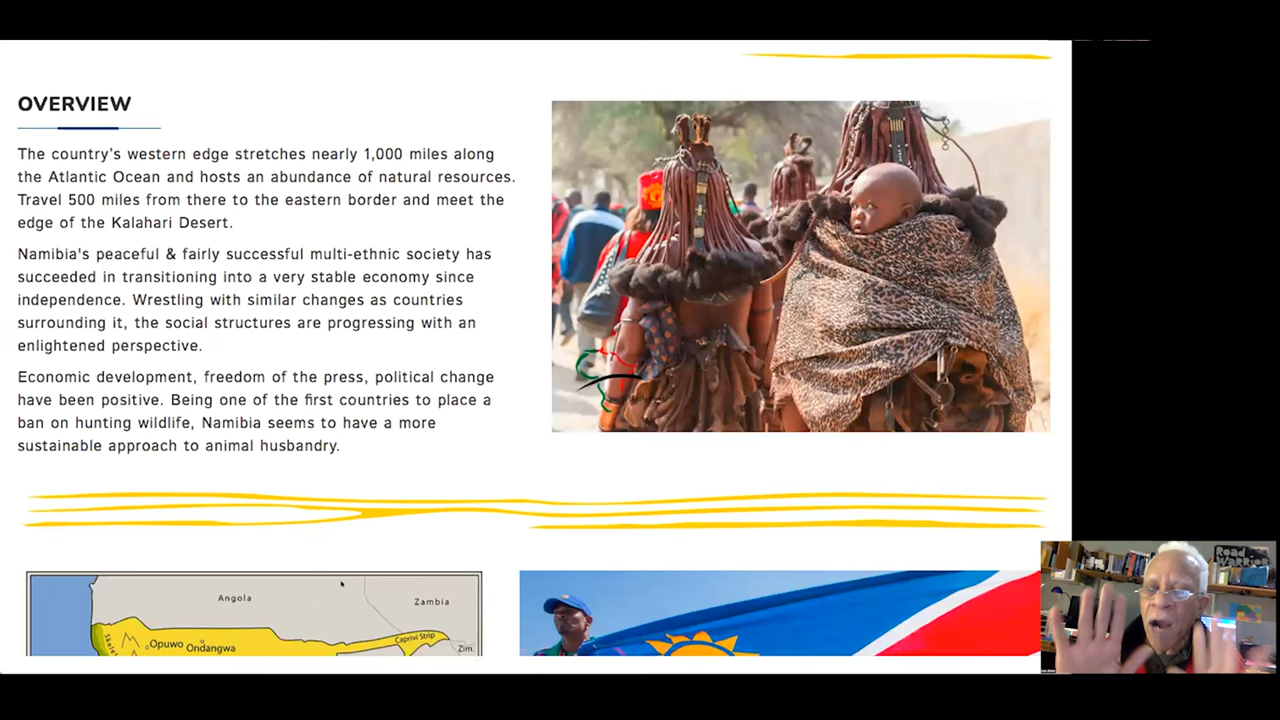 OVERVIEW
The country's western edge stretches nearly 1,000 miles along
the Atlantic Ocean and hosts an abundance of natural resources.
Travel 500 miles from there to the eastern border and meet the
edge of the Kalahari Desert.
Namibia's peaceful & fairly successful multi-ethnic society has
succeeded in transitioning into a very stable economy since
independence. Wrestling with similar changes as countries
surrounding it, the social structures are progressing with an
enlightened perspective.
Economic development, freedom of the press, political change
have been positive. Being one of the first countries to place a
ban on hunting wildlife, Namibia seems to have a more
sustainable approach to animal husbandry.
Angola
Zambia
Caprivi Strip
Opuwo
Ondangwa
Zim.
Road
Warrior